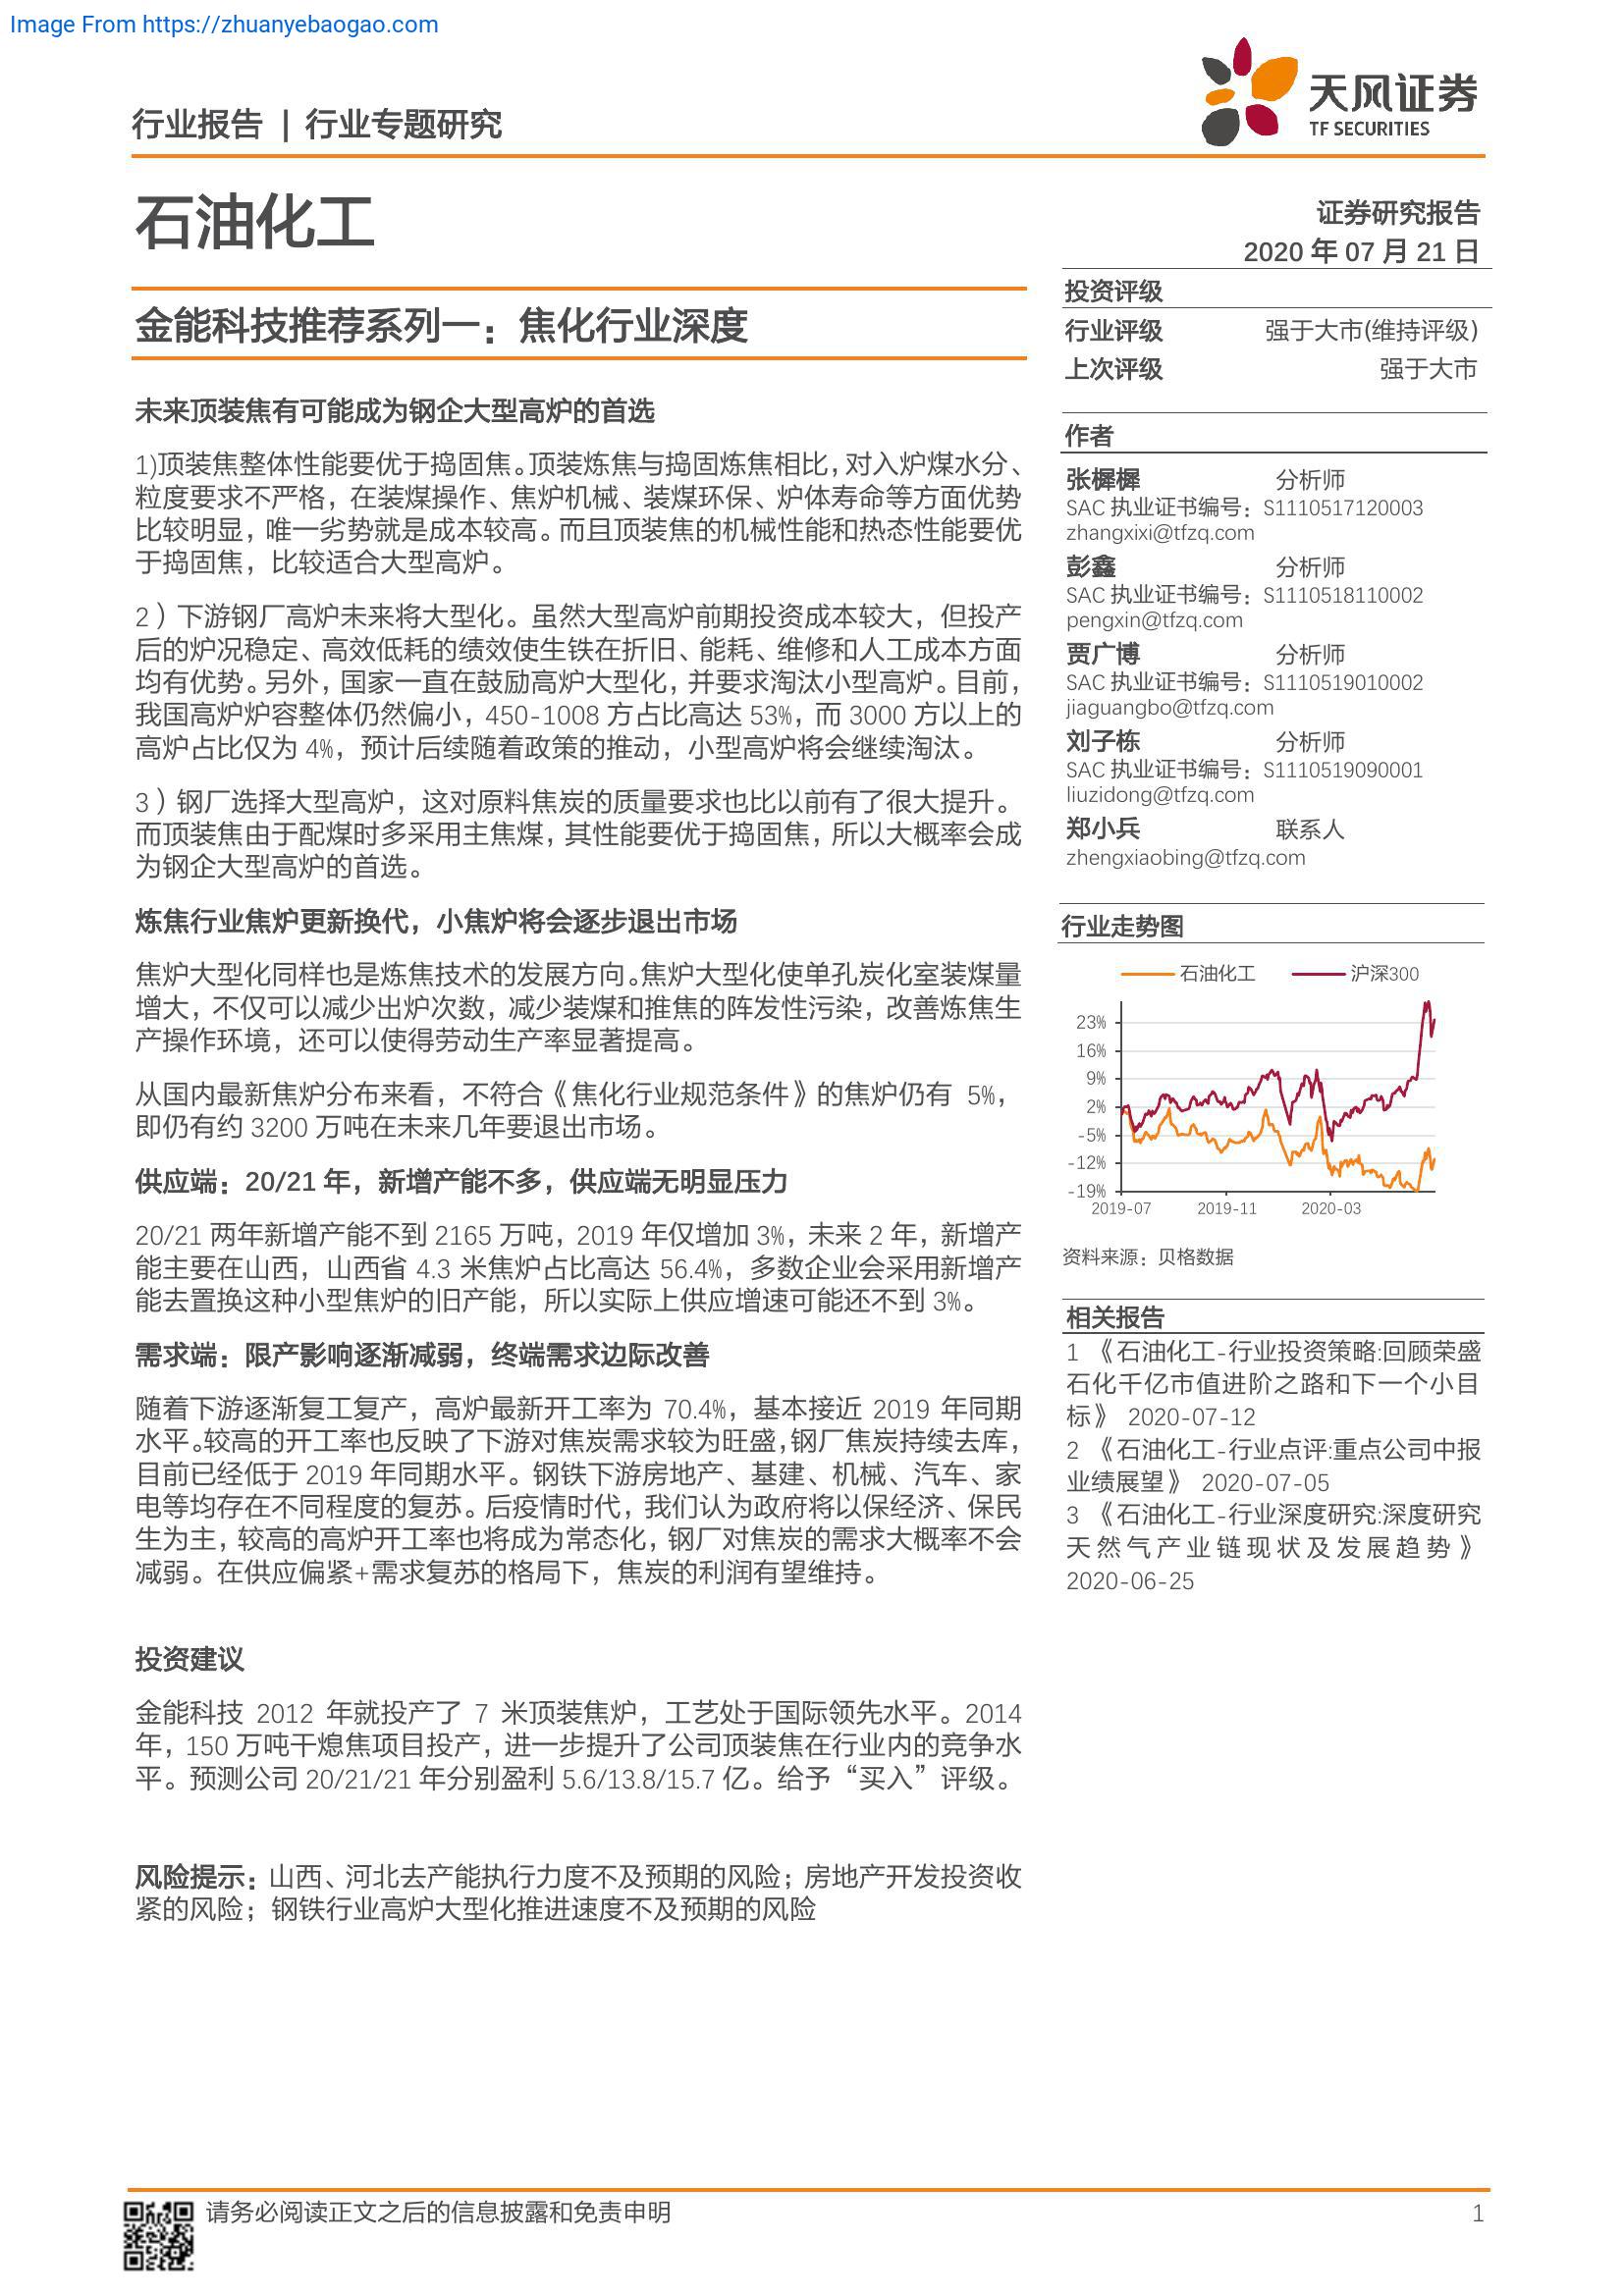 Image From https://zhuanyebaogao.com
天风证券
TF SECURITIES
行业报告 | 行业专题研究
石油化工
证券研究报告
2020 年 07 月 21 日
金能科技推荐系列一：焦化行业深度
未来顶装焦有可能成为钢企大型高炉的首选
1)顶装焦整体性能要优于捣固焦。顶装炼焦与捣固炼焦相比，对入炉煤水分、
粒度要求不严格，在装煤操作、焦炉机械、装煤环保、炉体寿命等方面优势
比较明显，唯一劣势就是成本较高。而且顶装焦的机械性能和热态性能要优
于捣固焦，比较适合大型高炉。
2）下游钢厂高炉未来将大型化。虽然大型高炉前期投资成本较大，但投产
后的炉况稳定、高效低耗的绩效使生铁在折旧、能耗、维修和人工成本方面
均有优势。另外，国家一直在鼓励高炉大型化，并要求淘汰小型高炉。目前，
我国高炉炉容整体仍然偏小，450-1008 方占比高达 53%，而 3000 方以上的
高炉占比仅为 4%，预计后续随着政策的推动，小型高炉将会继续淘汰。
3）钢厂选择大型高炉，这对原料焦炭的质量要求也比以前有了很大提升。
而顶装焦由于配煤时多采用主焦煤，其性能要优于捣固焦，所以大概率会成
为钢企大型高炉的首选。
炼焦行业焦炉更新换代，小焦炉将会逐步退出市场
焦炉大型化同样也是炼焦技术的发展方向。焦炉大型化使单孔炭化室装煤量
增大，不仅可以减少出炉次数，减少装煤和推焦的阵发性污染，改善炼焦生
产操作环境，还可以使得劳动生产率显著提高。
从国内最新焦炉分布来看，不符合《焦化行业规范条件》的焦炉仍有 5%，
即仍有约 3200 万吨在未来几年要退出市场。
供应端：20/21 年，新增产能不多，供应端无明显压力
20/21 两年新增产能不到 2165 万吨，2019 年仅增加 3%，未来 2 年，新增产
能主要在山西，山西省 4.3 米焦炉占比高达 56.4%，多数企业会采用新增产
能去置换这种小型焦炉的旧产能，所以实际上供应增速可能还不到 3%。
需求端：限产影响逐渐减弱，终端需求边际改善
随着下游逐渐复工复产，高炉最新开工率为 70.4%，基本接近 2019 年同期
水平。较高的开工率也反映了下游对焦炭需求较为旺盛，钢厂焦炭持续去库，
目前已经低于 2019 年同期水平。钢铁下游房地产、基建、机械、汽车、家
电等均存在不同程度的复苏。后疫情时代，我们认为政府将以保经济、保民
生为主，较高的高炉开工率也将成为常态化，钢厂对焦炭的需求大概率不会
减弱。在供应偏紧+需求复苏的格局下，焦炭的利润有望维持。
投资建议
金能科技 2012 年就投产了 7 米顶装焦炉，工艺处于国际领先水平。2014
年，150 万吨干熄焦项目投产，进一步提升了公司顶装焦在行业内的竞争水
平。预测公司 20/21/21 年分别盈利 5.6/13.8/15.7 亿。给予“买入”评级。
风险提示：山西、河北去产能执行力度不及预期的风险；房地产开发投资收
紧的风险；钢铁行业高炉大型化推进速度不及预期的风险
投资评级
行业评级 强于大市(维持评级)
上次评级 强于大市
作者
张樨樨 分析师
SAC 执业证书编号：S1110517120003
zhangxixi@tfzq.com
彭鑫 分析师
SAC 执业证书编号：S1110518110002
pengxin@tfzq.com
贾广博 分析师
SAC 执业证书编号：S1110519010002
jiaguangbo@tfzq.com
刘子栋 分析师
SAC 执业证书编号：S1110519090001
liuzidong@tfzq.com
郑小兵 联系人
zhengxiaobing@tfzq.com
行业走势图
石油化工 沪深300
23%
16%
9%
2%
-5%
-12%
-19%
2019-07 2019-11 2020-03
资料来源：贝格数据
相关报告
1 《石油化工-行业投资策略:回顾荣盛
石化千亿市值进阶之路和下一个小目
标》 2020-07-12
2 《石油化工-行业点评:重点公司中报
业绩展望》 2020-07-05
3 《石油化工-行业深度研究:深度研究
天然气产业链现状及发展趋势》
2020-06-25
请务必阅读正文之后的信息披露和免责申明
1